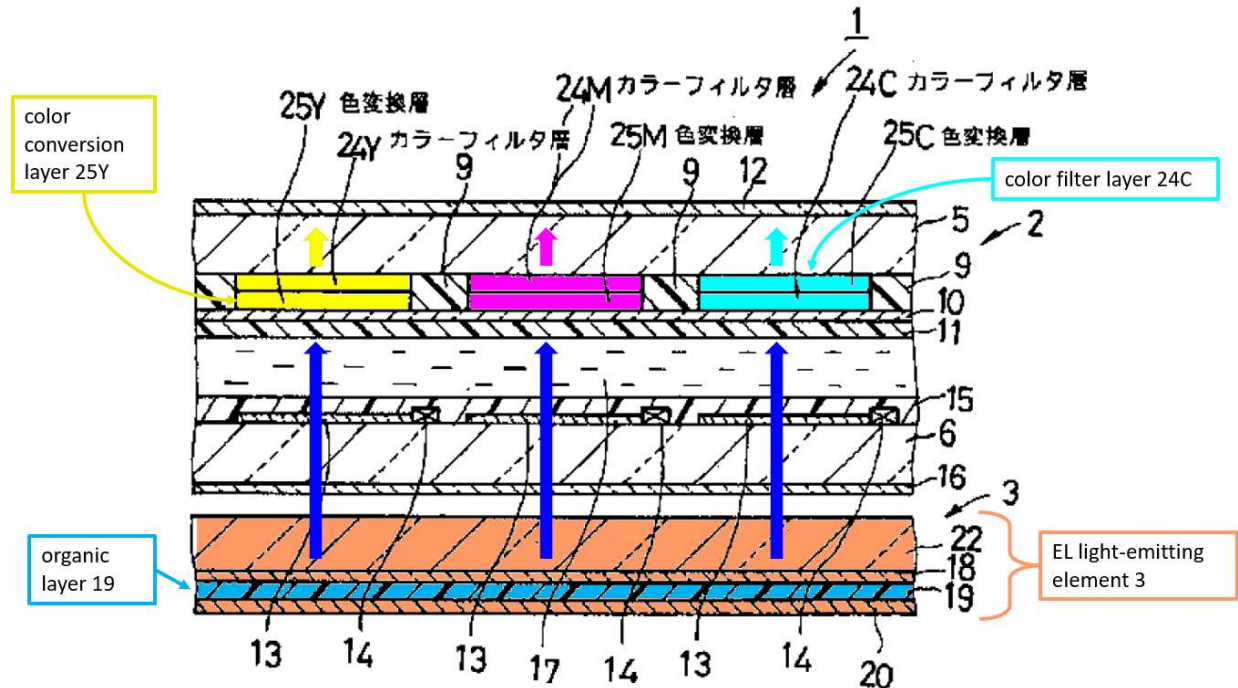 1
24M カラーフィルタ層
24C カラーフィルタ層
25Y 色変換層
24Y カラーフィルタ層
25M 色変換層
25C 色変換層
9
9
12
color
conversion
layer 25Y
color filter layer 24C
5
2
9
10
11
15
6
16
3
22
18
19
20
organic
layer 19
EL light-emitting
element 3
13
14
13
17
14
13
14